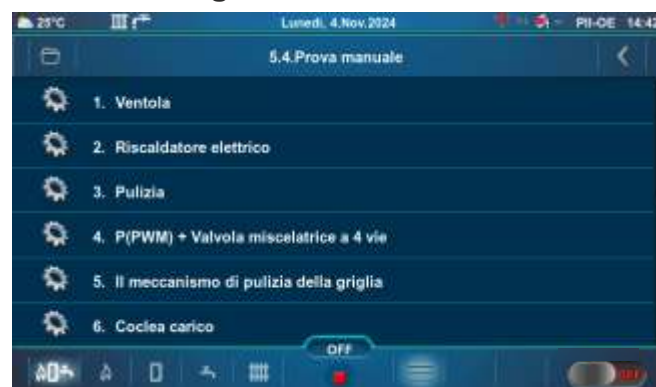 25°C Lunedì, 4.Nov.2024 PII-OE 14:42
5.4.Prova manuale
1. Ventola
2. Riscaldatore elettrico
3. Pulizia
4. P(PWM) + Valvola miscelatrice a 4 vie
5. Il meccanismo di pulizia della griglia
6. Coclea carico
OFF
OFF